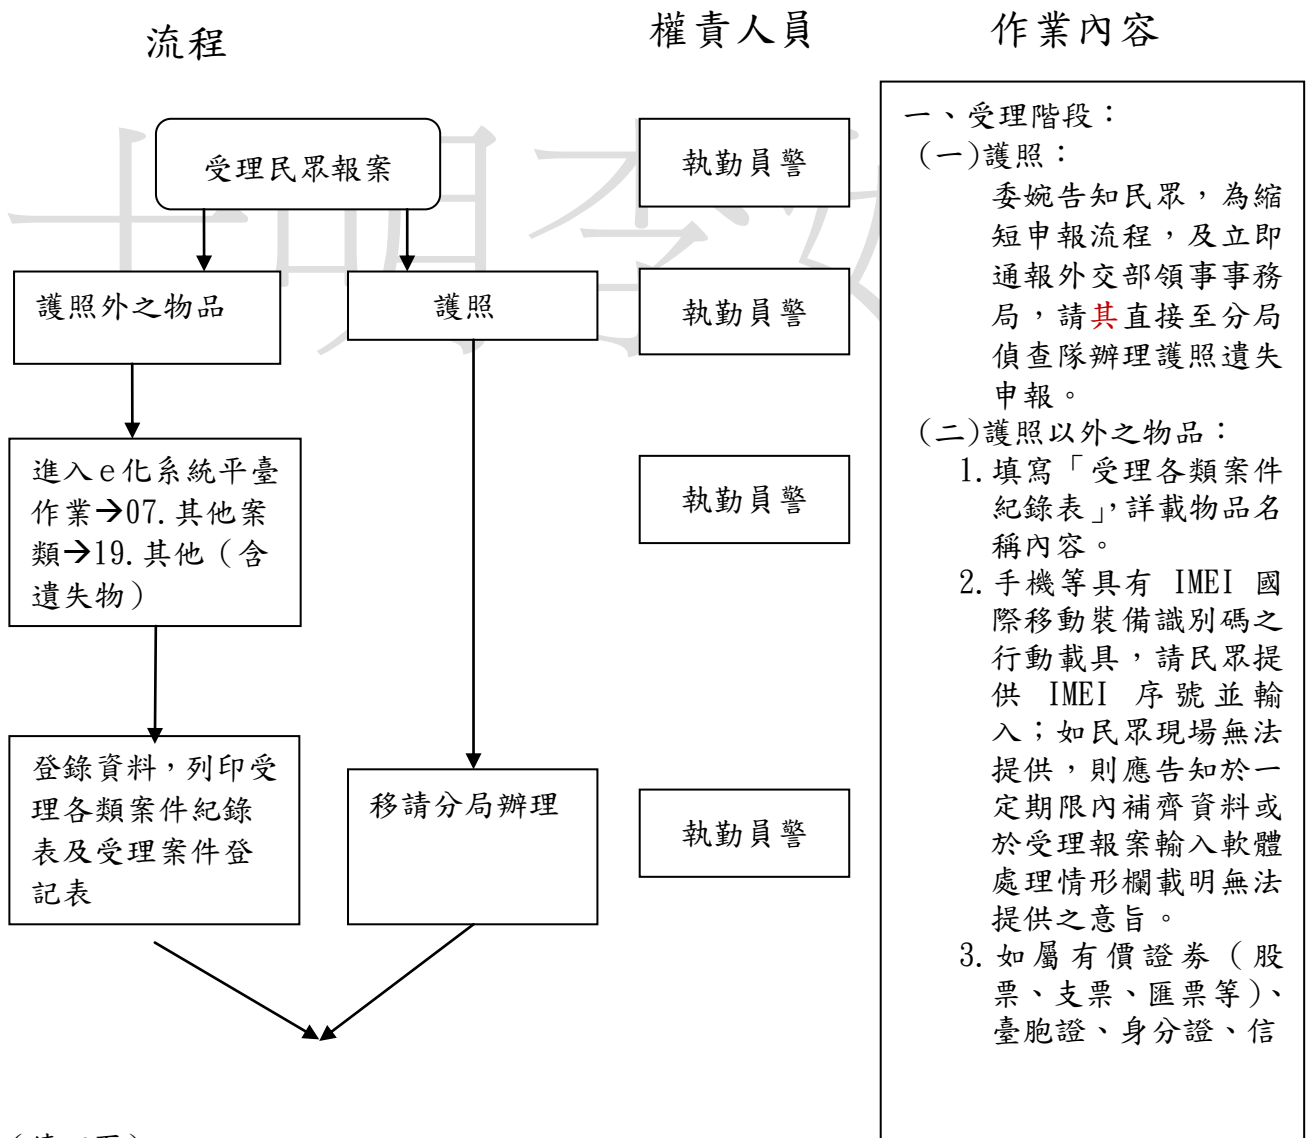 流程
權責人員
作業內容
受理民眾報案
護照外之物品
護照
進入e化系統平臺
作業→07.其他案
類→19.其他（含
遺失物）
登錄資料，列印受
理各類案件紀錄
表及受理案件登
記表
移請分局辦理
執勤員警
執勤員警
執勤員警
執勤員警
一、受理階段：
(一)護照：
委婉告知民眾，為縮
短申報流程，及立即
通報外交部領事事務
局，請其直接至分局
偵查隊辦理護照遺失
申報。
(二)護照以外之物品：
1.填寫「受理各類案件
紀錄表」，詳載物品名
稱內容。
2.手機等具有 IMEI 國
際移動裝備識別碼之
行動載具，請民眾提
供 IMEI 序號並輸
入；如民眾現場無法
提供，則應告知於一
定期限內補齊資料或
於受理報案輸入軟體
處理情形欄載明無法
提供之意旨。
3.如屬有價證券（股
票、支票、匯票等）、
臺胞證、身分證、信